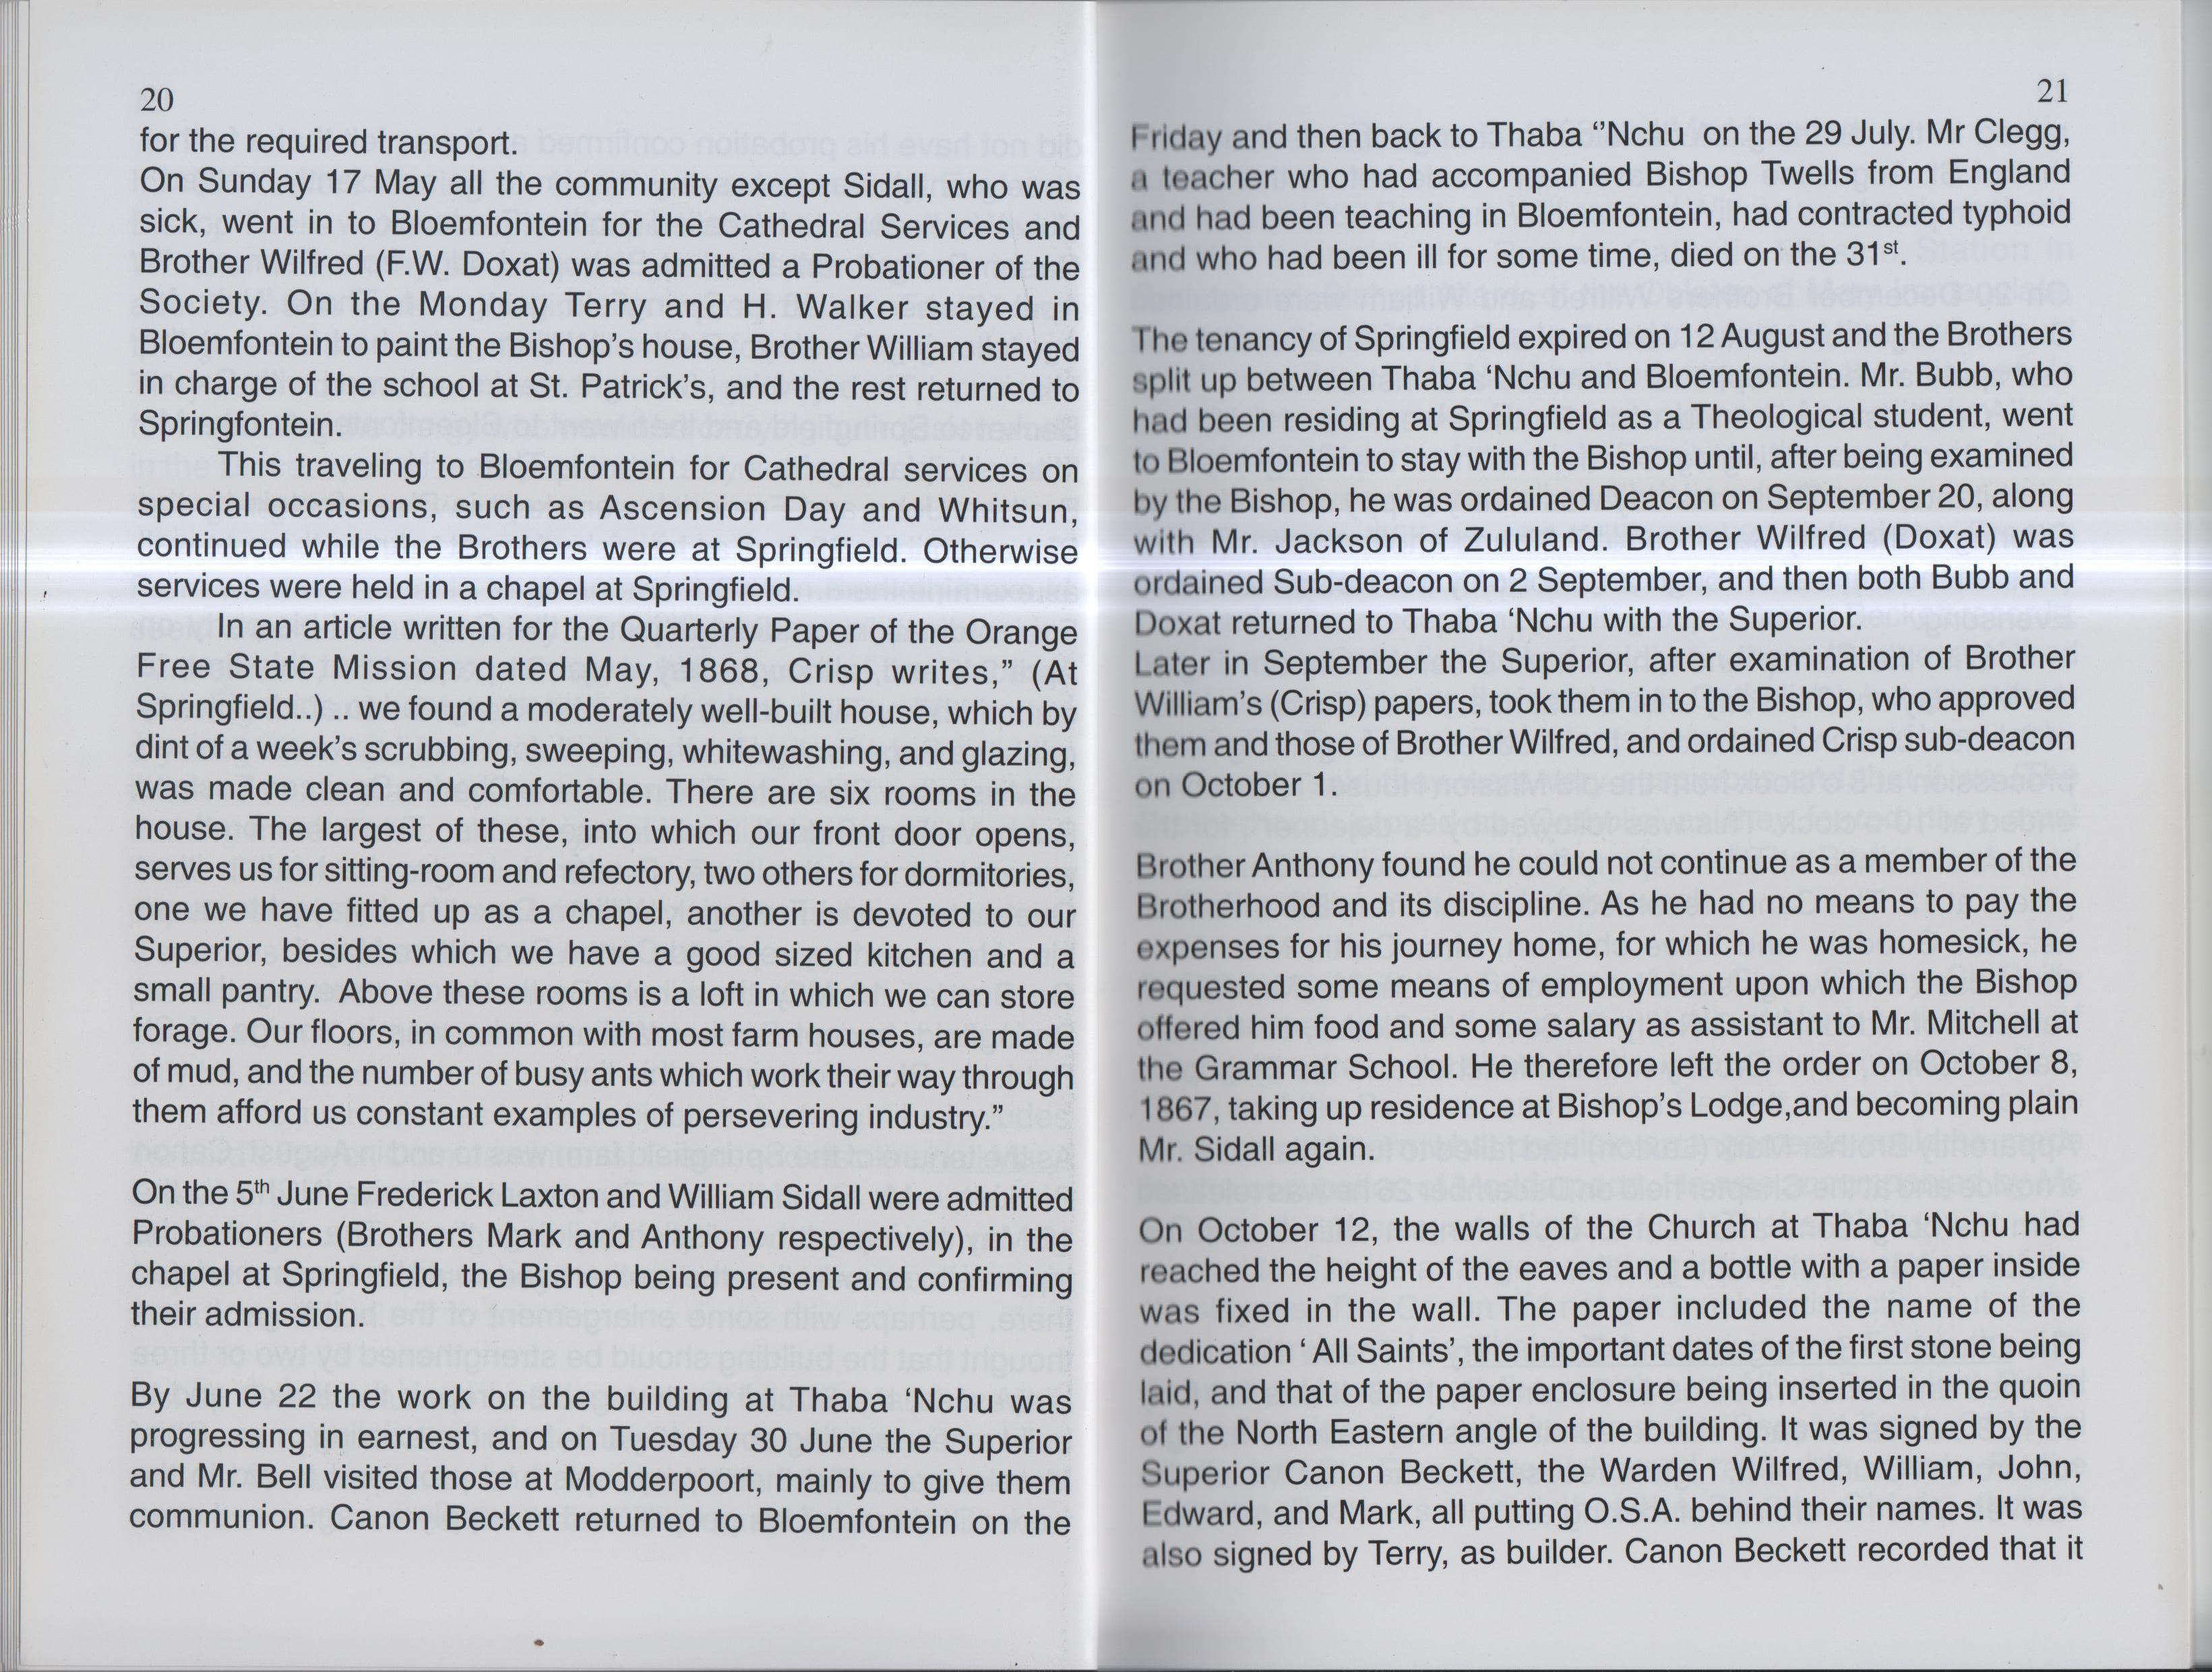 20
for the required transport.
On Sunday 17 May all the community except Sidall, who was
sick, went in to Bloemfontein for the Cathedral Services and
Brother Wilfred (F.W. Doxat) was admitted a Probationer of the
Society. On the Monday Terry and H. Walker stayed in
Bloemfontein to paint the Bishop’s house, Brother William stayed
in charge of the school at St. Patrick’s, and the rest returned to
Springfontein.
This traveling to Bloemfontein for Cathedral services on
special occasions, such as Ascension Day and Whitsun,
continued while the Brothers were at Springfield. Otherwise
services were held in a chapel at Springfield.
In an article written for the Quarterly Paper of the Orange
Free State Mission dated May, 1868, Crisp writes,” (At
Springfield..) .. we found a moderately well-built house, which by
dint of a week’s scrubbing, sweeping, whitewashing, and glazing,
was made clean and comfortable. There are six rooms in the
house. The largest of these, into which our front door opens,
serves us for sitting-room and refectory, two others for dormitories,
one we have fitted up as a chapel, another is devoted to our
Superior, besides which we have a good sized kitchen and a
small pantry. Above these rooms is a loft in which we can store
forage. Our floors, in common with most farm houses, are made
of mud, and the number of busy ants which work their way through
them afford us constant examples of persevering industry.”
On the 5th June Frederick Laxton and William Sidall were admitted
Probationers (Brothers Mark and Anthony respectively), in the
chapel at Springfield, the Bishop being present and confirming
their admission.
By June 22 the work on the building at Thaba ‘Nchu was
progressing in earnest, and on Tuesday 30 June the Superior
and Mr. Bell visited those at Modderpoort, mainly to give them
communion. Canon Beckett returned to Bloemfontein on the
21
Friday and then back to Thaba ‘’Nchu on the 29 July. Mr Clegg,
a teacher who had accompanied Bishop Twells from England
and had been teaching in Bloemfontein, had contracted typhoid
and who had been ill for some time, died on the 31st.
The tenancy of Springfield expired on 12 August and the Brothers
split up between Thaba ‘Nchu and Bloemfontein. Mr. Bubb, who
had been residing at Springfield as a Theological student, went
to Bloemfontein to stay with the Bishop until, after being examined
by the Bishop, he was ordained Deacon on September 20, along
with Mr. Jackson of Zululand. Brother Wilfred (Doxat) was
ordained Sub-deacon on 2 September, and then both Bubb and
Doxat returned to Thaba ‘Nchu with the Superior.
Later in September the Superior, after examination of Brother
William’s (Crisp) papers, took them in to the Bishop, who approved
them and those of Brother Wilfred, and ordained Crisp sub-deacon
on October 1.
Brother Anthony found he could not continue as a member of the
Brotherhood and its discipline. As he had no means to pay the
expenses for his journey home, for which he was homesick, he
requested some means of employment upon which the Bishop
offered him food and some salary as assistant to Mr. Mitchell at
the Grammar School. He therefore left the order on October 8,
1867, taking up residence at Bishop’s Lodge,and becoming plain
Mr. Sidall again.
On October 12, the walls of the Church at Thaba ‘Nchu had
reached the height of the eaves and a bottle with a paper inside
was fixed in the wall. The paper included the name of the
dedication ‘All Saints’, the important dates of the first stone being
laid, and that of the paper enclosure being inserted in the quoin
of the North Eastern angle of the building. It was signed by the
Superior Canon Beckett, the Warden Wilfred, William, John,
Edward, and Mark, all putting O.S.A. behind their names. It was
also signed by Terry, as builder. Canon Beckett recorded that it